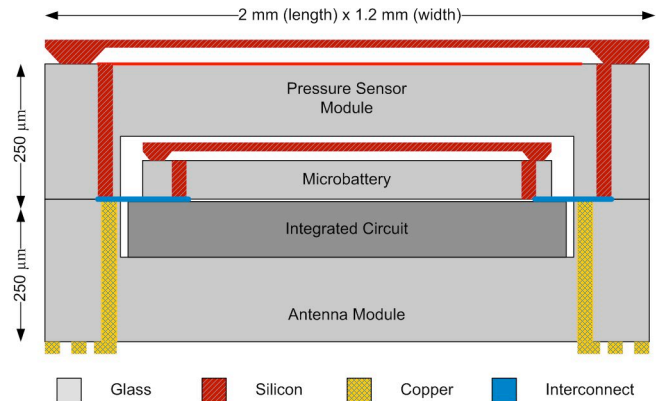 2 mm (length) x 1.2 mm (width)
250 µm
250 µm
Pressure Sensor
Module
Microbattery
Integrated Circuit
Antenna Module
Glass
Silicon
Copper
Interconnect